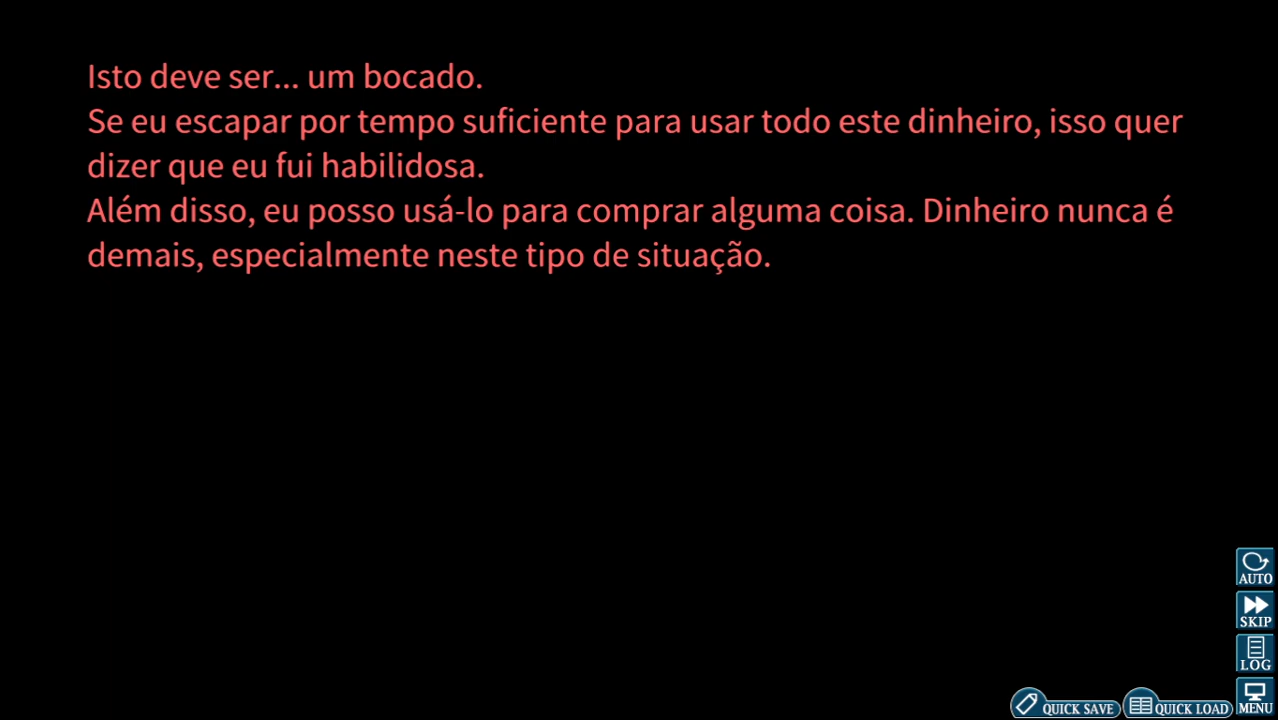 Isto deve ser... um bocado.
Se eu escapar por tempo suficiente para usar todo este dinheiro, isso quer
dizer que eu fui habilidosa.
Além disso, eu posso usá-lo para comprar alguma coisa. Dinheiro nunca é
demais, especialmente neste tipo de situação.
AUTO
SKIP
LOG
QUICK SAVE
QUICK LOAD
MENU